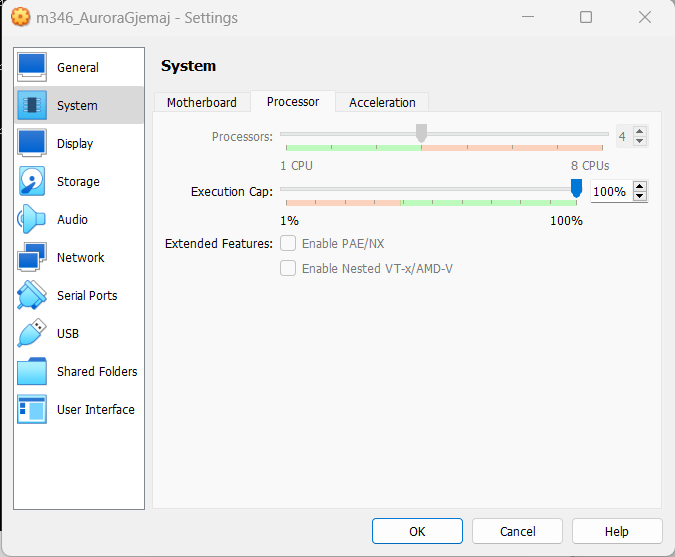 m346_AuroraGjemaj - Settings
General
System
Display
Storage
Audio
Network
Serial Ports
USB
Shared Folders
User Interface
System
Motherboard Processor Acceleration
Processors: 4
1 CPU 8 CPUs
Execution Cap: 100%
1% 100%
Extended Features: Enable PAE/NX
Enable Nested VT-x/AMD-V
OK Cancel Help